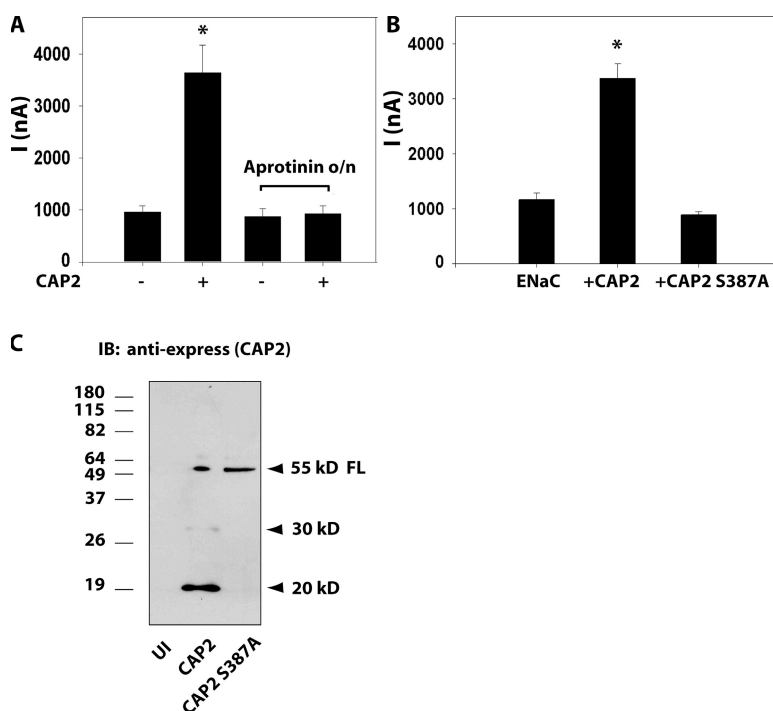 A
I (nA)
4000
3000
2000
1000
0
*
Aprotinin o/n
CAP2 - + - +
B
I (nA)
4000
3000
2000
1000
0
*
ENaC +CAP2 +CAP2 S387A
C
IB: anti-express (CAP2)
180
115
82
64
49
37
26
19
55 kD FL
30 kD
20 kD
UI
CAP2
CAP2 S387A